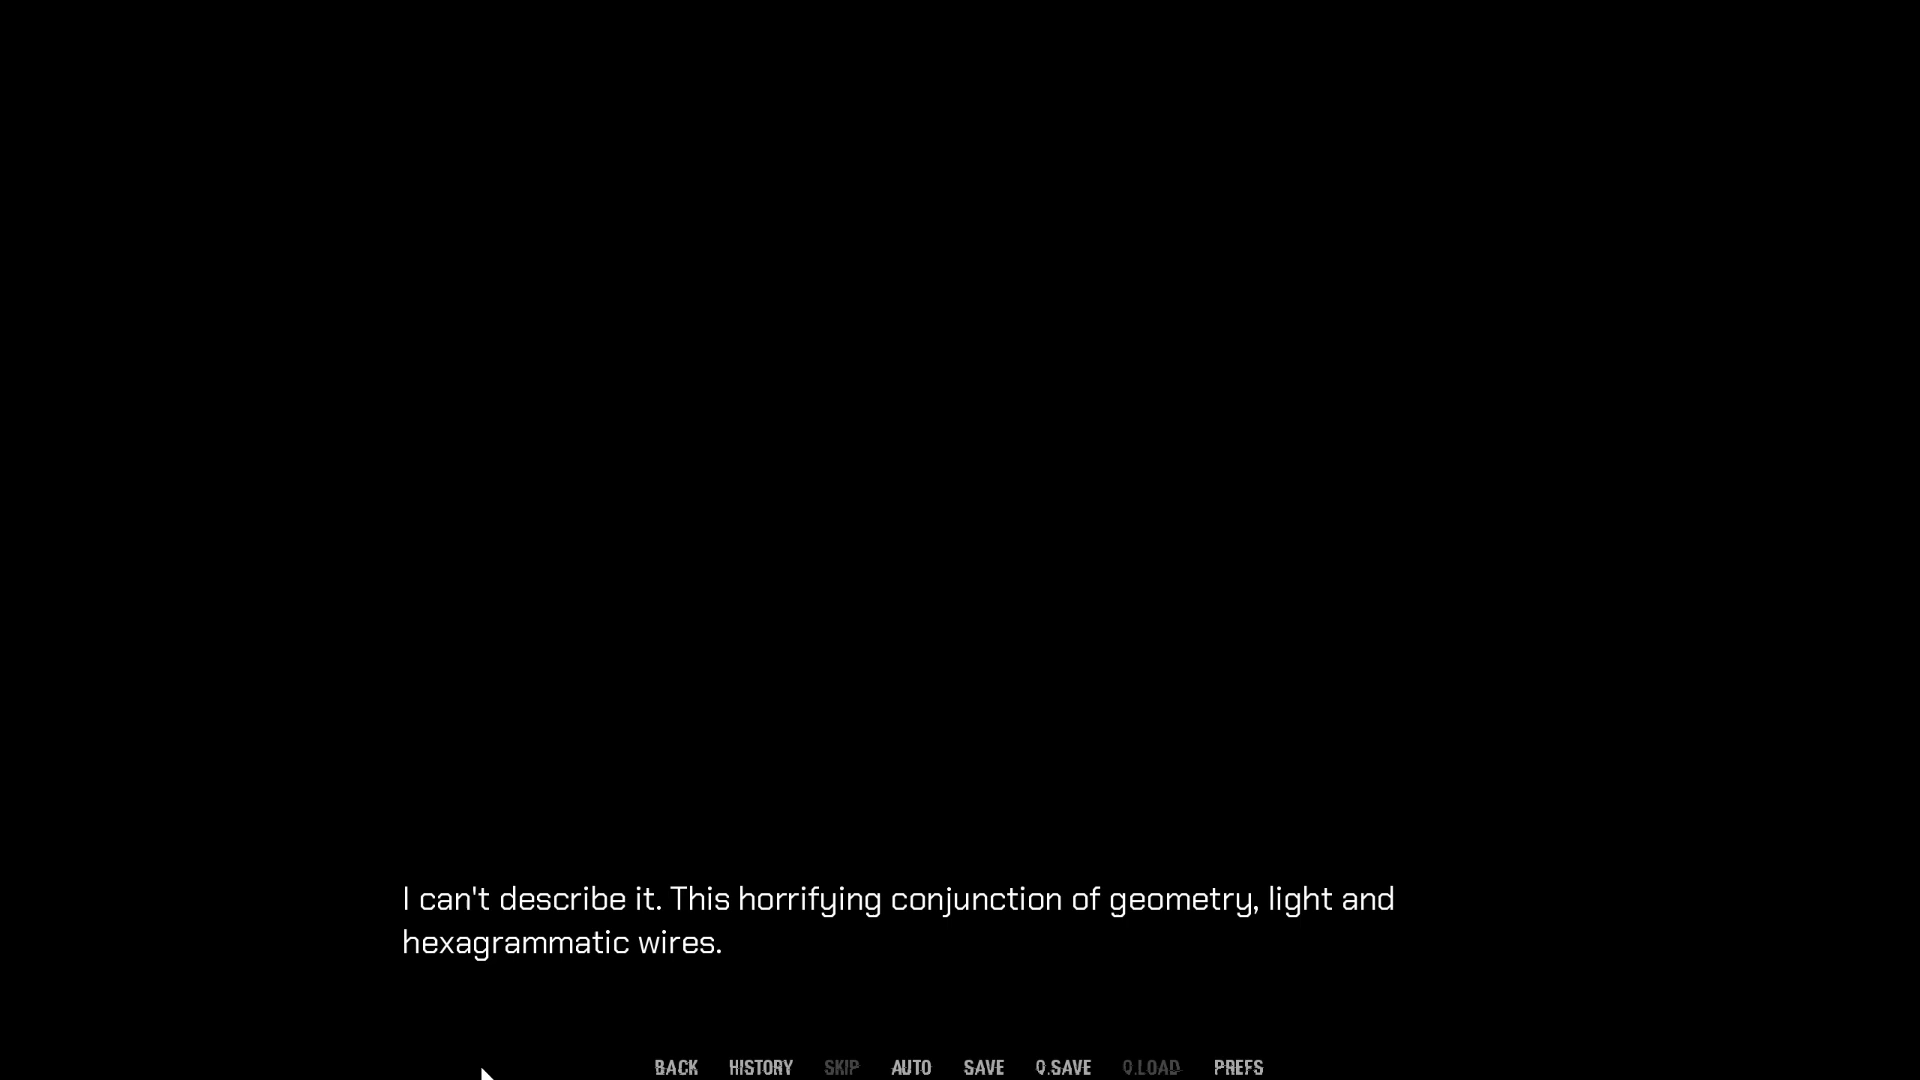 I can't describe it. This horrifying conjunction of geometry, light and
hexagrammatic wires.
BACK HISTORY SKIP AUTO SAVE Q.SAVE Q.LOAD PREFS